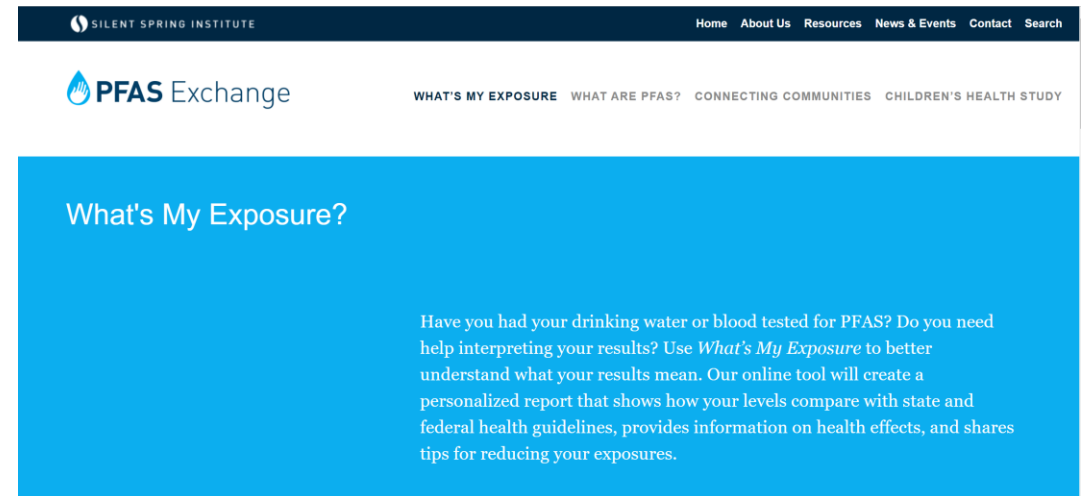 SILENT SPRING INSTITUTE
Home About Us Resources News & Events Contact Search
PFAS Exchange
WHAT'S MY EXPOSURE WHAT ARE PFAS? CONNECTING COMMUNITIES CHILDREN'S HEALTH STUDY
What's My Exposure?
Have you had your drinking water or blood tested for PFAS? Do you need
help interpreting your results? Use What's My Exposure to better
understand what your results mean. Our online tool will create a
personalized report that shows how your levels compare with state and
federal health guidelines, provides information on health effects, and shares
tips for reducing your exposures.